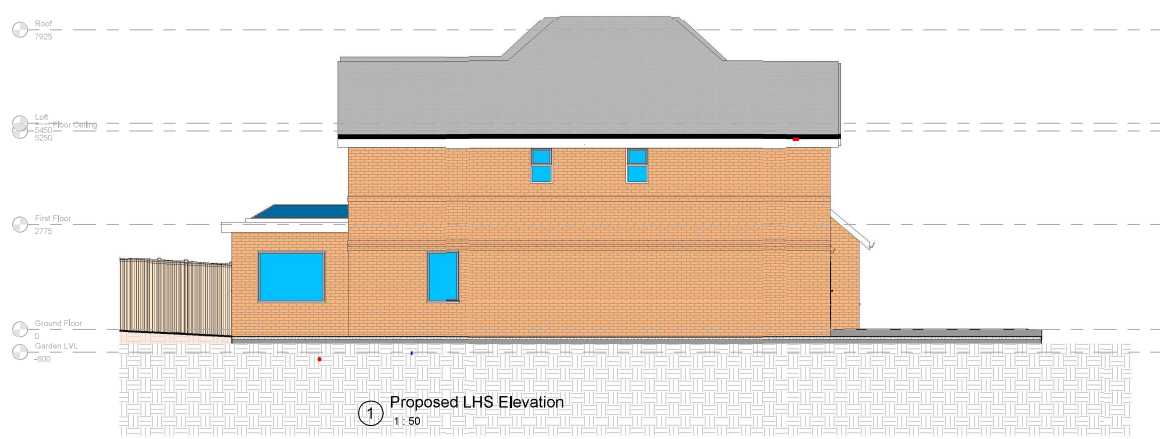 Roof
7925
Loft
5450
Floor Ceiling
5250
First Floor
2775
Ground Floor
0
Garden LVL
-600
1
Proposed LHS Elevation
1 : 50